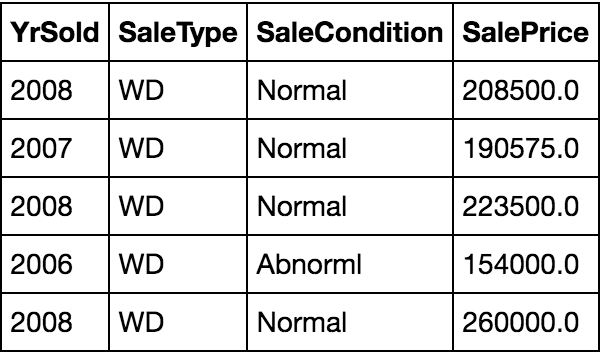 YrSold SaleType SaleCondition SalePrice
2008 WD Normal 208500.0
2007 WD Normal 190575.0
2008 WD Normal 223500.0
2006 WD Abnorml 154000.0
2008 WD Normal 260000.0